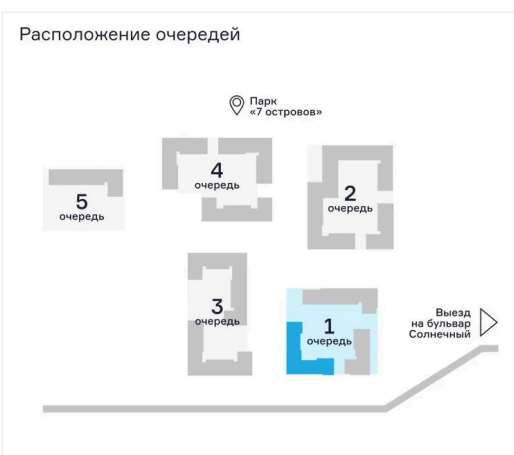 Расположение очередей
Парк
«7 островов»
4
очередь
2
очередь
5
очередь
3
очередь
1
очередь
Выезд
на бульвар
Солнечный